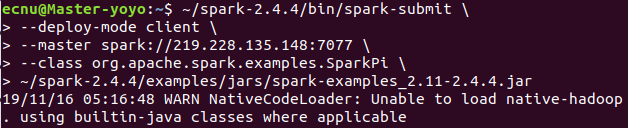 ecnu@Master-yoyo:~$ ~/spark-2.4.4/bin/spark-submit \
> --deploy-mode client \
> --master spark://219.228.135.148:7077 \
> --class org.apache.spark.examples.SparkPi \
> ~/spark-2.4.4/examples/jars/spark-examples_2.11-2.4.4.jar
19/11/16 05:16:48 WARN NativeCodeLoader: Unable to load native-hadoop
. using builtin-java classes where applicable